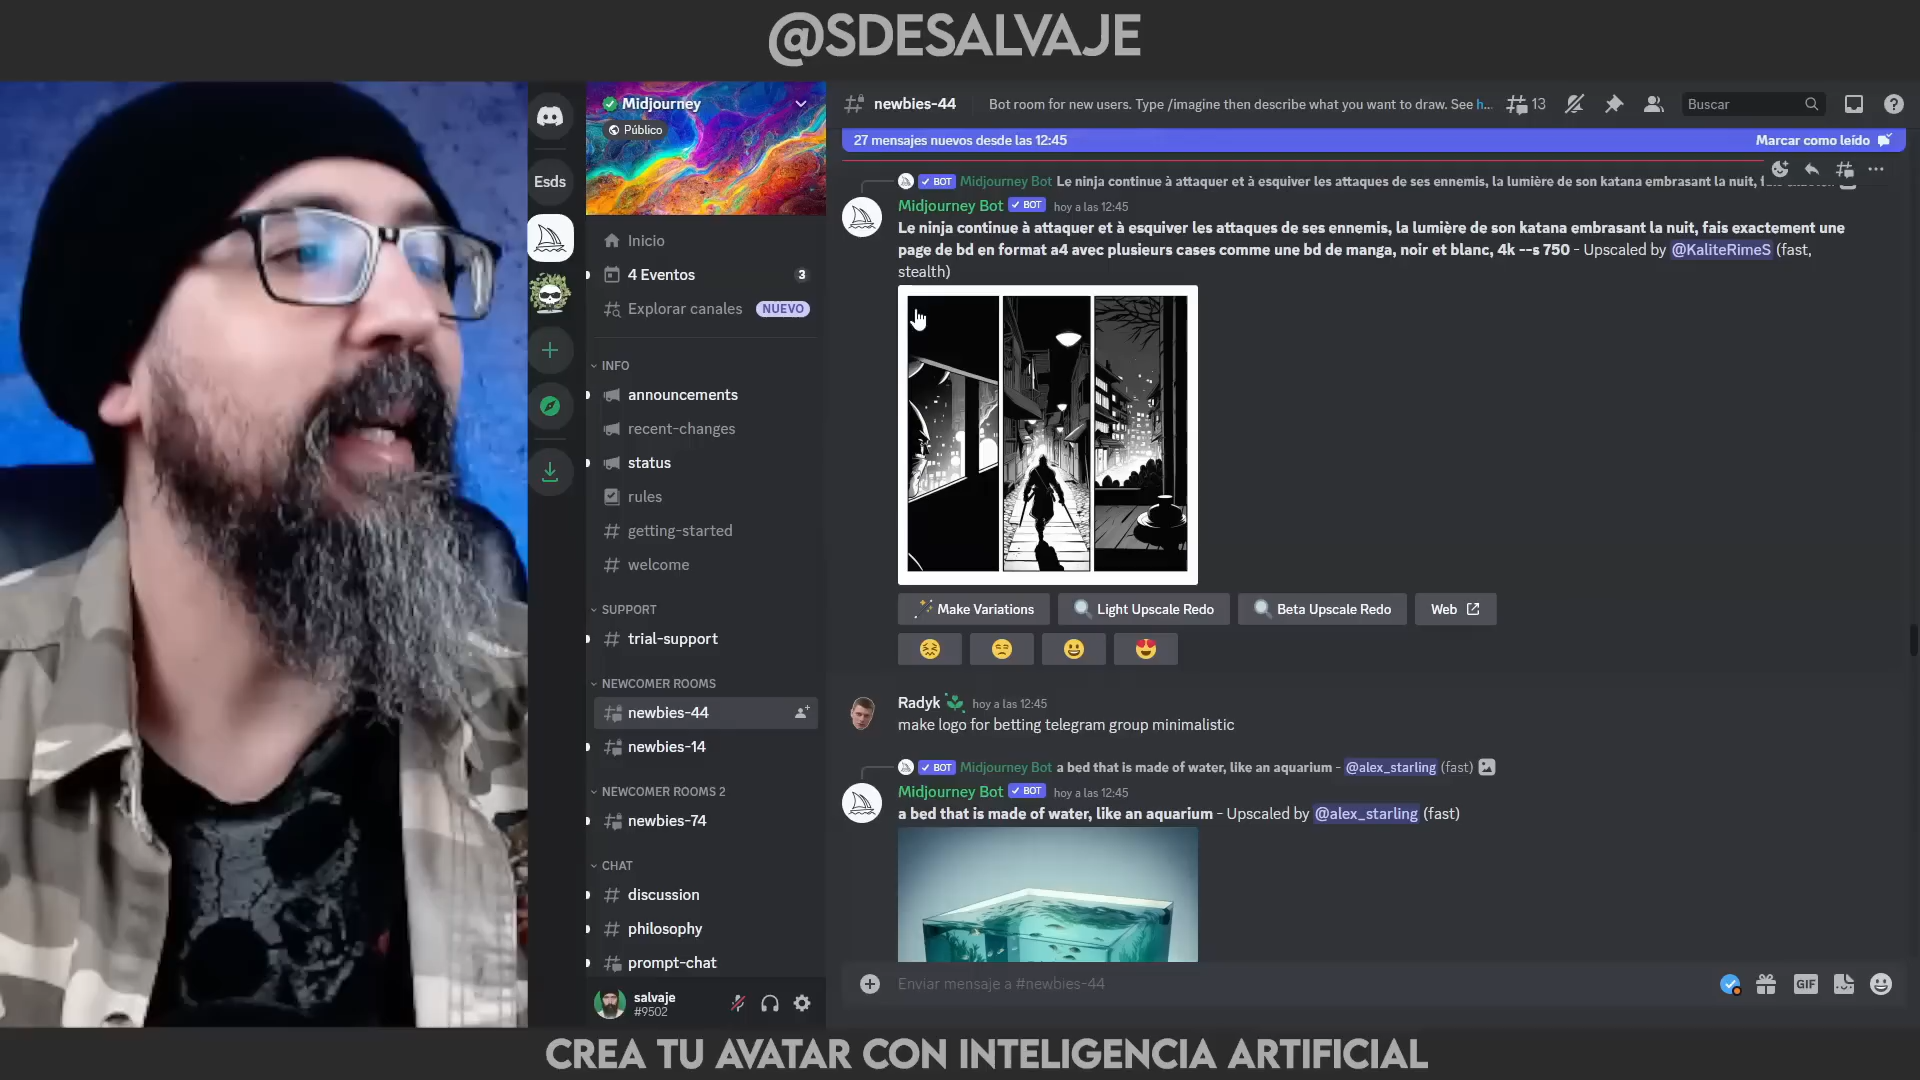 @SDESALVAJE
Midjourney
Público
Inicio
4 Eventos
3
Explorar canales
NUEVO
INFO
announcements
recent-changes
status
rules
getting-started
welcome
SUPPORT
trial-support
NEWCOMER ROOMS
newbies-44
newbies-14
NEWCOMER ROOMS 2
newbies-74
CHAT
discussion
philosophy
prompt-chat
salvaje
#9502
Esds
newbies-44
Bot room for new users. Type /imagine then describe what you want to draw. See h...
13
Buscar
27 mensajes nuevos desde las 12:45
Marcar como leído
BOT Midjourney Bot Le ninja continue à attaquer et à esquiver les attaques de ses ennemis, la lumière de son katana embrasant la nuit,
Midjourney Bot BOT hoy a las 12:45
Le ninja continue à attaquer et à esquiver les attaques de ses ennemis, la lumière de son katana embrasant la nuit, fais exactement une
page de bd en format a4 avec plusieurs cases comme une bd de manga, noir et blanc, 4k --s 750 - Upscaled by @KaliteRimeS (fast,
stealth)
Make Variations
Light Upscale Redo
Beta Upscale Redo
Web
Radyk hoy a las 12:45
make logo for betting telegram group minimalistic
BOT Midjourney Bot a bed that is made of water, like an aquarium - @alex_starling (fast)
Midjourney Bot BOT hoy a las 12:45
a bed that is made of water, like an aquarium - Upscaled by @alex_starling (fast)
Enviar mensaje a #newbies-44
GIF
CREA TU AVATAR CON INTELIGENCIA ARTIFICIAL